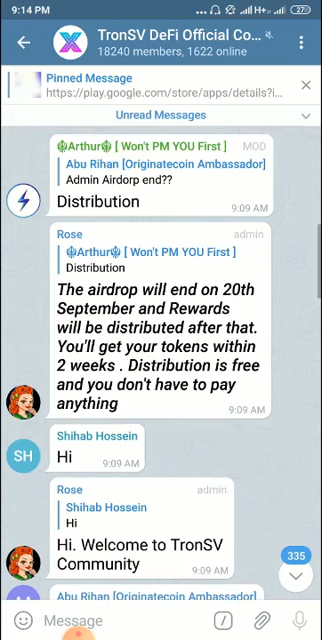 9:14 PM
... H+ 27
TronSV DeFi Official Co...
18240 members, 1622 online
Pinned Message
https://play.google.com/store/apps/details?i...
Unread Messages
☬Arthur☬ [ Won't PM YOU First ] MOD
Abu Rihan [Originatecoin Ambassador]
Admin Airdorp end??
Distribution
9:09 AM
Rose admin
☬Arthur☬ [ Won't PM YOU First ]
Distribution
The airdrop will end on 20th
September and Rewards
will be distributed after that.
You'll get your tokens within
2 weeks . Distribution is free
and you don't have to pay
anything
9:09 AM
Shihab Hossein
SH
Hi
9:09 AM
Rose admin
Shihab Hossein
Hi
Hi. Welcome to TronSV
Community
9:09 AM
335
Abu Rihan [Originatecoin Ambassador]
Message